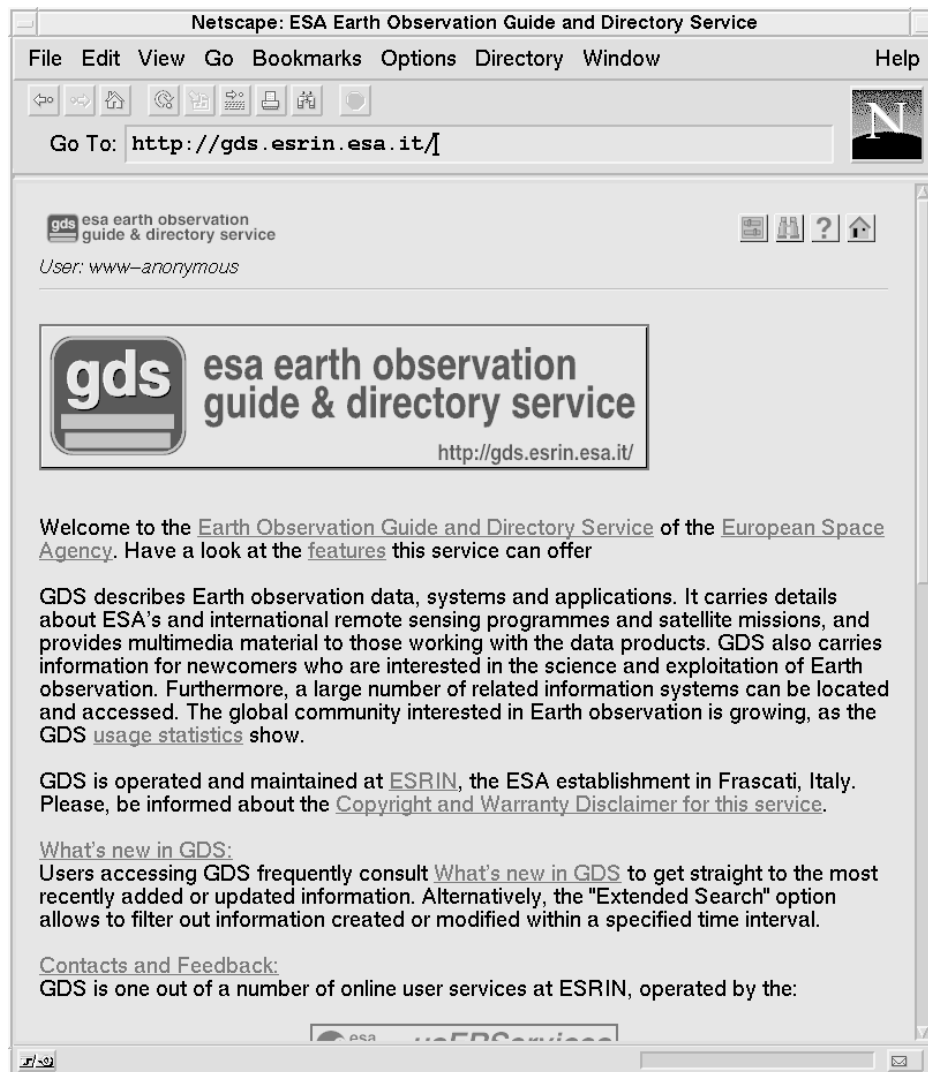 Netscape: ESA Earth Observation Guide and Directory Service
File Edit View Go Bookmarks Options Directory Window Help
N
Go To: http://gds.esrin.esa.it/
gds esa earth observation
guide & directory service
?
User: www–anonymous
gds esa earth observation
guide & directory service
http://gds.esrin.esa.it/
Welcome to the Earth Observation Guide and Directory Service of the European Space
Agency. Have a look at the features this service can offer
GDS describes Earth observation data, systems and applications. It carries details
about ESA's and international remote sensing programmes and satellite missions, and
provides multimedia material to those working with the data products. GDS also carries
information for newcomers who are interested in the science and exploitation of Earth
observation. Furthermore, a large number of related information systems can be located
and accessed. The global community interested in Earth observation is growing, as the
GDS usage statistics show.
GDS is operated and maintained at ESRIN, the ESA establishment in Frascati, Italy.
Please, be informed about the Copyright and Warranty Disclaimer for this service.
What's new in GDS:
Users accessing GDS frequently consult What's new in GDS to get straight to the most
recently added or updated information. Alternatively, the "Extended Search" option
allows to filter out information created or modified within a specified time interval.
Contacts and Feedback:
GDS is one out of a number of online user services at ESRIN, operated by the:
esa